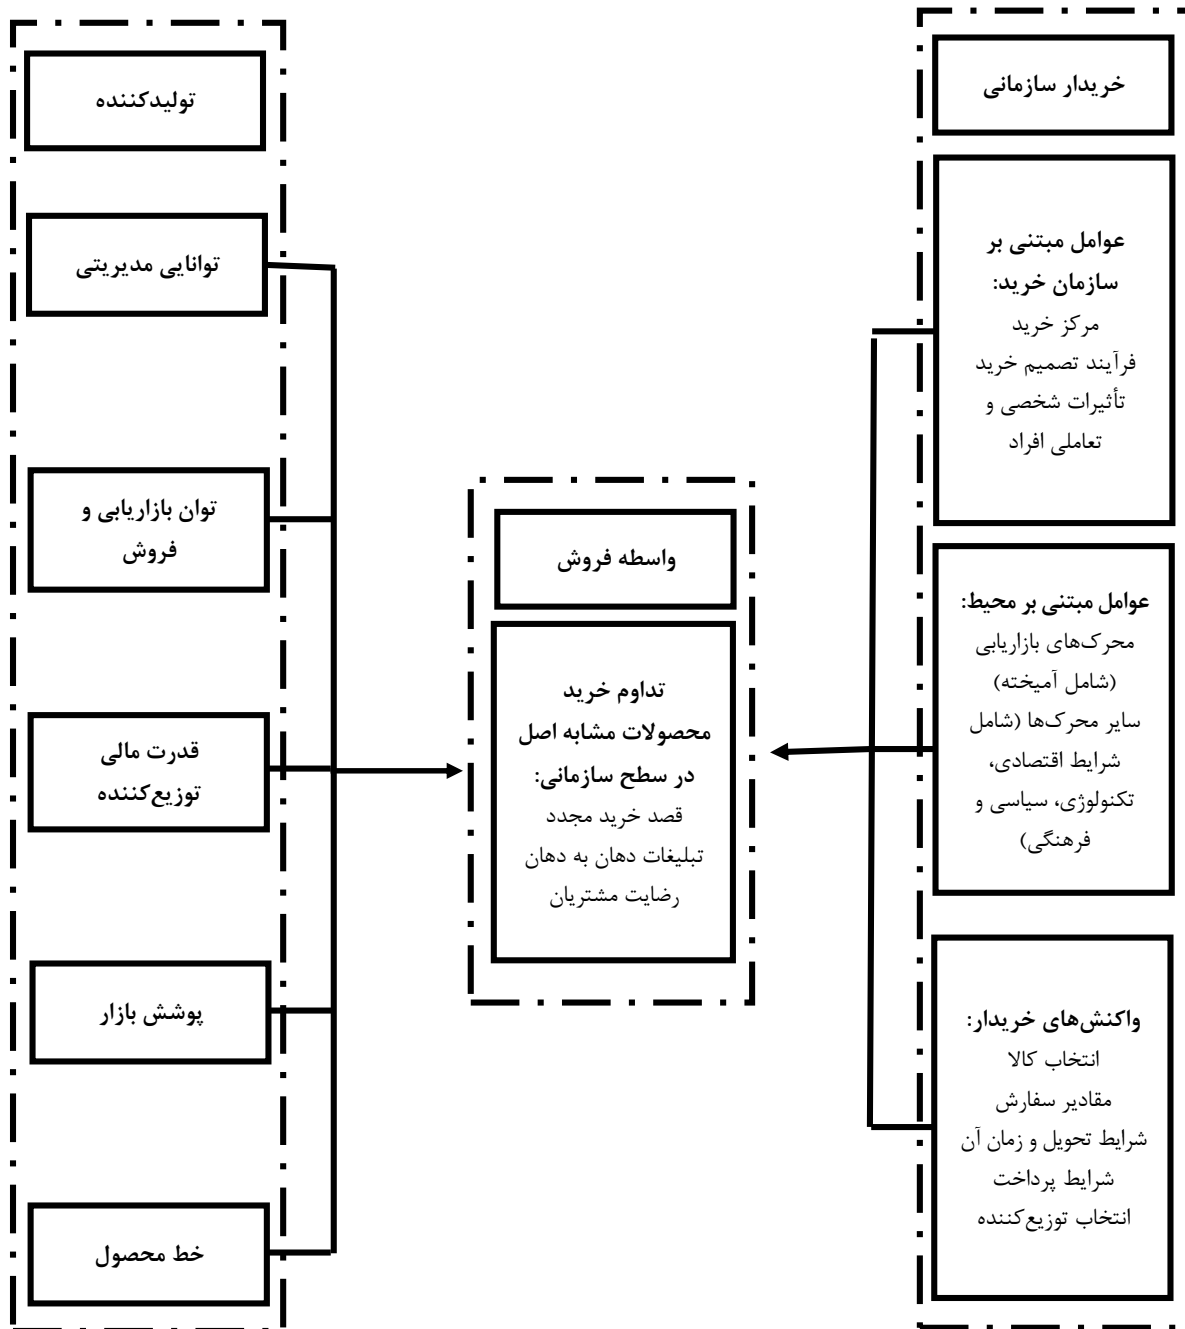 خریدار سازمانی
عوامل مبتنی بر
سازمان خرید:
مرکز خرید
فرآیند تصمیم خرید
تأثیرات شخصی و
تعاملی افراد
عوامل مبتنی بر محیط:
محرک‌های بازاریابی
(شامل آمیخته)
سایر محرک‌ها (شامل
شرایط اقتصادی،
تکنولوژی، سیاسی و
فرهنگی)
واکنش‌های خریدار:
انتخاب کالا
مقادیر سفارش
شرایط تحویل و زمان آن
شرایط پرداخت
انتخاب توزیع‌کننده
واسطه فروش
تداوم خرید
محصولات مشابه اصل
در سطح سازمانی:
قصد خرید مجدد
تبلیغات دهان به دهان
رضایت مشتریان
تولیدکننده
توانایی مدیریتی
توان بازاریابی و
فروش
قدرت مالی
توزیع‌کننده
پوشش بازار
خط محصول